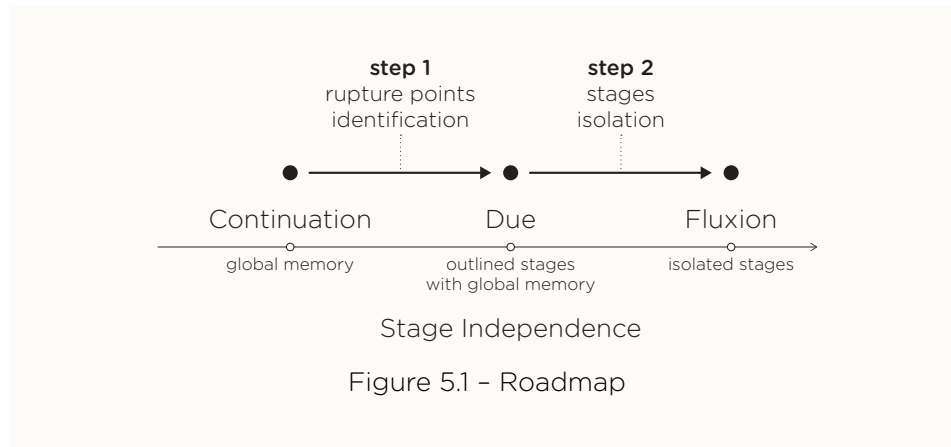 step 1
rupture points
identification
step 2
stages
isolation
Continuation
Due
Fluxion
global memory
outlined stages
with global memory
isolated stages
Stage Independence
Figure 5.1 – Roadmap